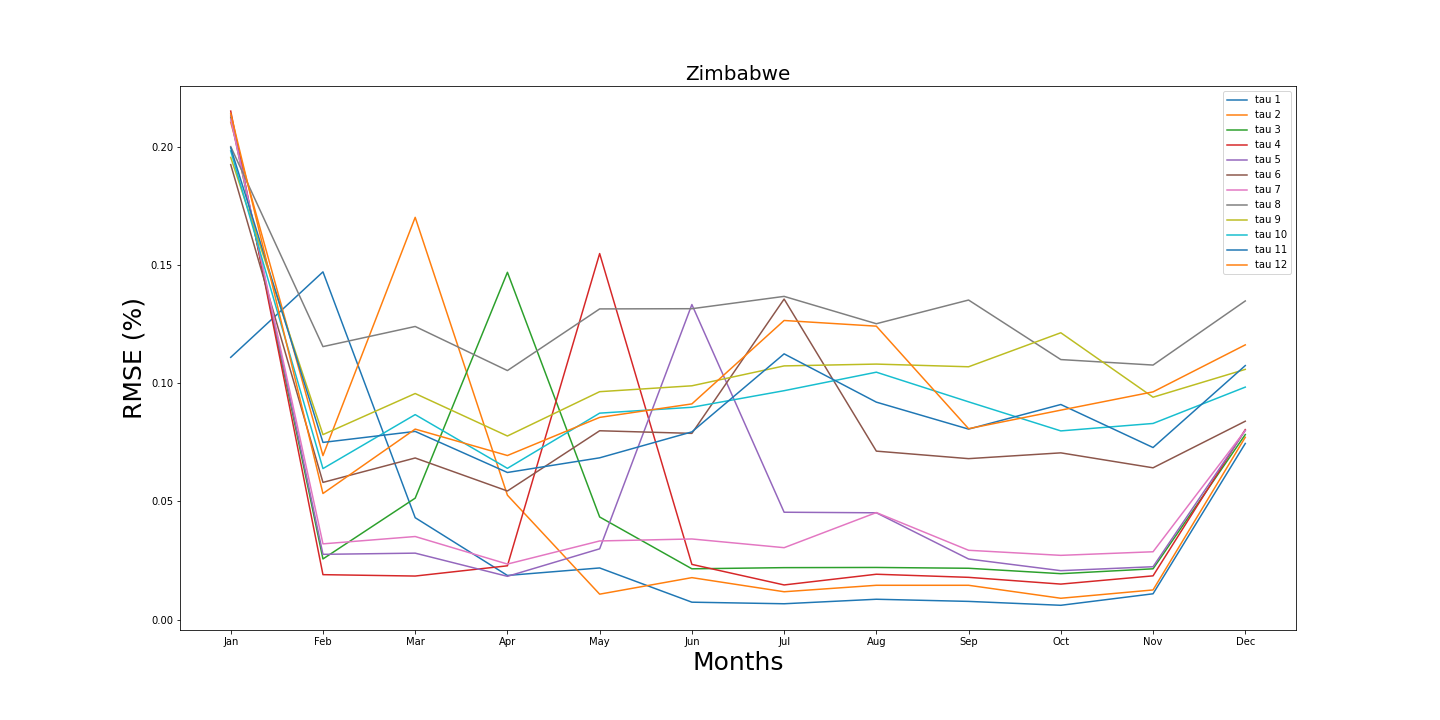 Zimbabwe
RMSE (%)
0.20
0.15
0.10
0.05
0.00
tau 1
tau 2
tau 3
tau 4
tau 5
tau 6
tau 7
tau 8
tau 9
tau 10
tau 11
tau 12
Jan Feb Mar Apr May Jun Jul Aug Sep Oct Nov Dec
Months